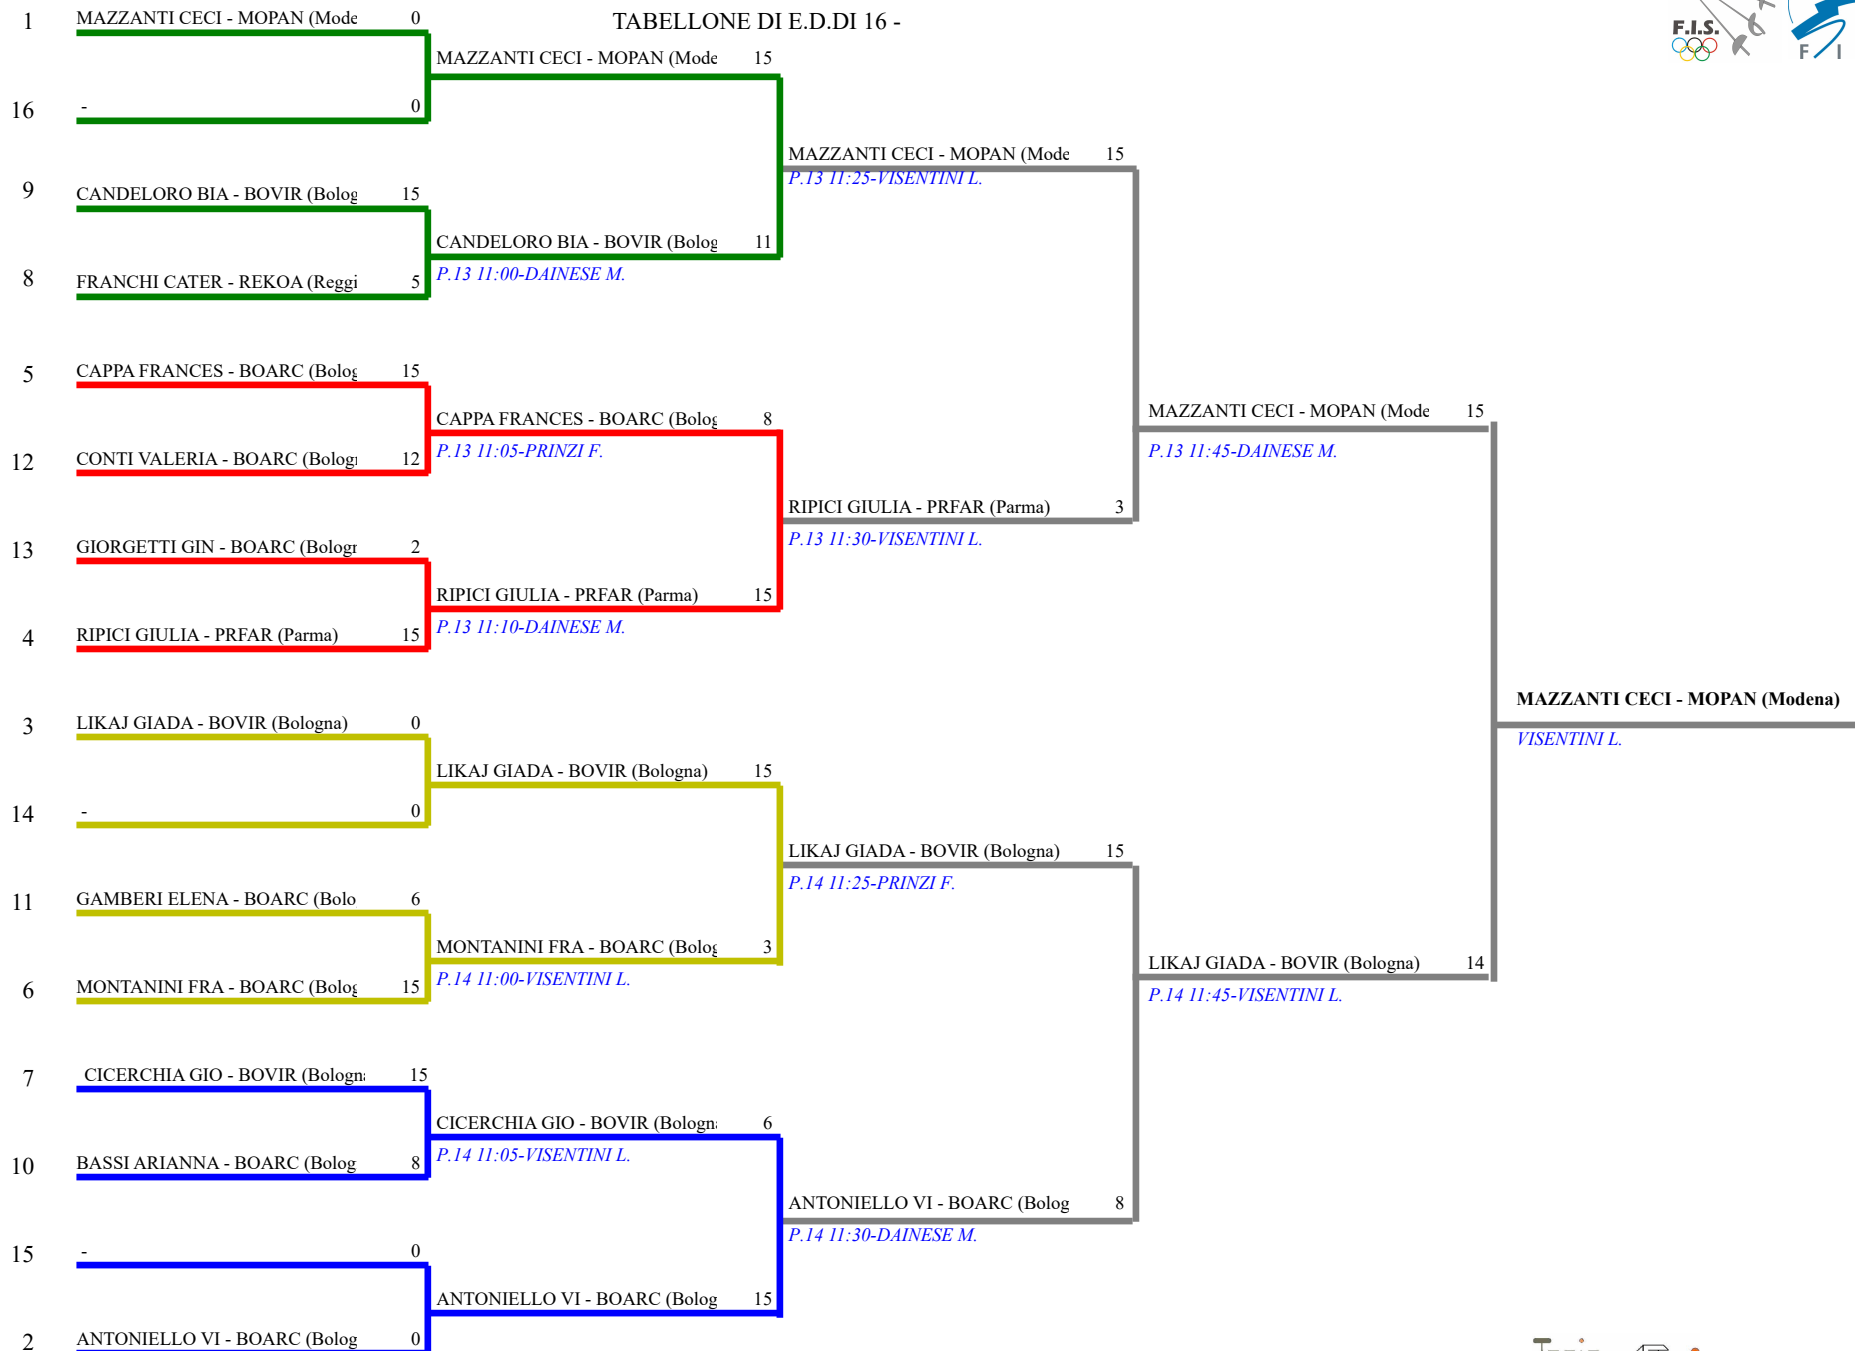 TABELLONE DI E.D.DI 16 -
F.I.S.
F I
1 MAZZANTI CECI - MOPAN (Mode 0
MAZZANTI CECI - MOPAN (Mode 15
16 - 0
MAZZANTI CECI - MOPAN (Mode 15
P.13 11:25-VISENTINI L.
9 CANDELORO BIA - BOVIR (Bolog 15
CANDELORO BIA - BOVIR (Bolog 11
P.13 11:00-DAINESE M.
8 FRANCHI CATER - REKOA (Reggi 5
5 CAPPA FRANCES - BOARC (Bolog 15
CAPPA FRANCES - BOARC (Bolog 8
P.13 11:05-PRINZI F.
MAZZANTI CECI - MOPAN (Mode 15
P.13 11:45-DAINESE M.
12 CONTI VALERIA - BOARC (Bologn 12
RIPICI GIULIA - PRFAR (Parma) 3
P.13 11:30-VISENTINI L.
13 GIORGETTI GIN - BOARC (Bologn 2
RIPICI GIULIA - PRFAR (Parma) 15
P.13 11:10-DAINESE M.
4 RIPICI GIULIA - PRFAR (Parma) 15
MAZZANTI CECI - MOPAN (Modena)
VISENTINI L.
3 LIKAJ GIADA - BOVIR (Bologna) 0
LIKAJ GIADA - BOVIR (Bologna) 15
14 - 0
LIKAJ GIADA - BOVIR (Bologna) 15
P.14 11:25-PRINZI F.
11 GAMBERI ELENA - BOARC (Bolo 6
MONTANINI FRA - BOARC (Bolog 3
P.14 11:00-VISENTINI L.
LIKAJ GIADA - BOVIR (Bologna) 14
P.14 11:45-VISENTINI L.
6 MONTANINI FRA - BOARC (Bolog 15
7 CICERCHIA GIO - BOVIR (Bologna 15
CICERCHIA GIO - BOVIR (Bologna 6
P.14 11:05-VISENTINI L.
10 BASSI ARIANNA - BOARC (Bolog 8
ANTONIELLO VI - BOARC (Bolog 8
P.14 11:30-DAINESE M.
15 - 0
ANTONIELLO VI - BOARC (Bolog 15
2 ANTONIELLO VI - BOARC (Bolog 0